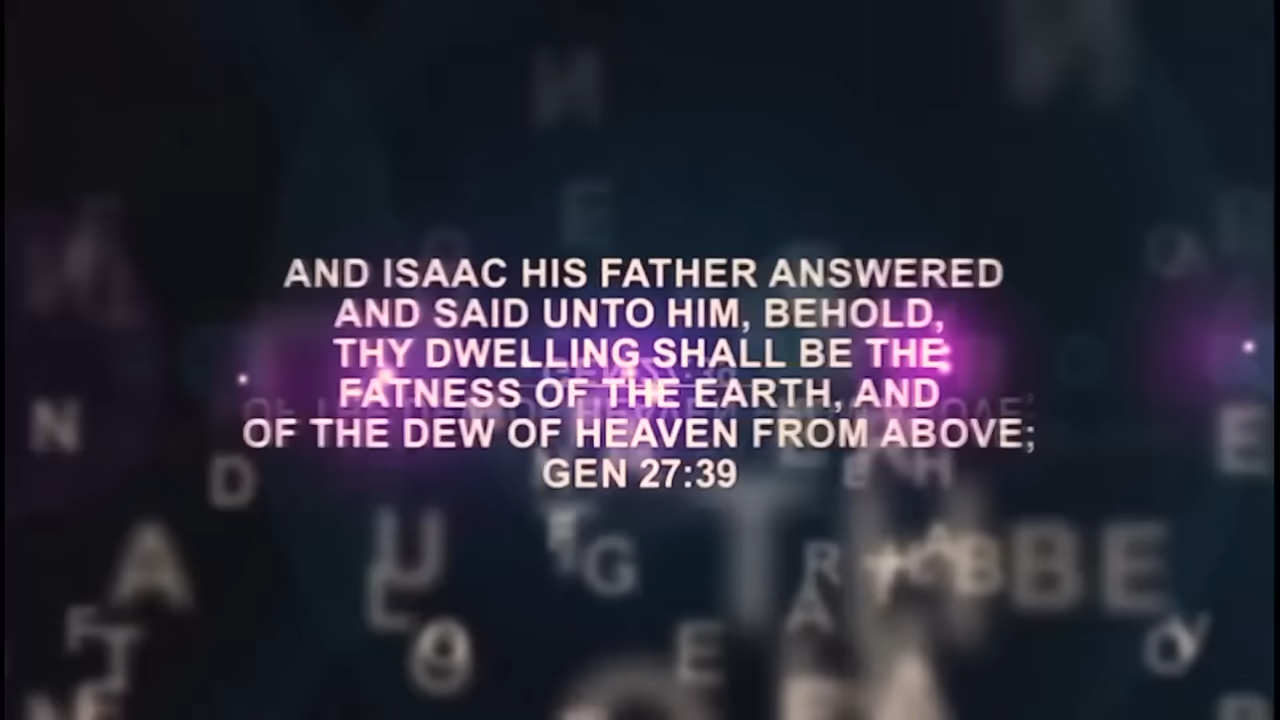 AND ISAAC HIS FATHER ANSWERED
AND SAID UNTO HIM, BEHOLD,
THY DWELLING SHALL BE THE
FATNESS OF THE EARTH, AND
OF THE DEW OF HEAVEN FROM ABOVE;
GEN 27:39